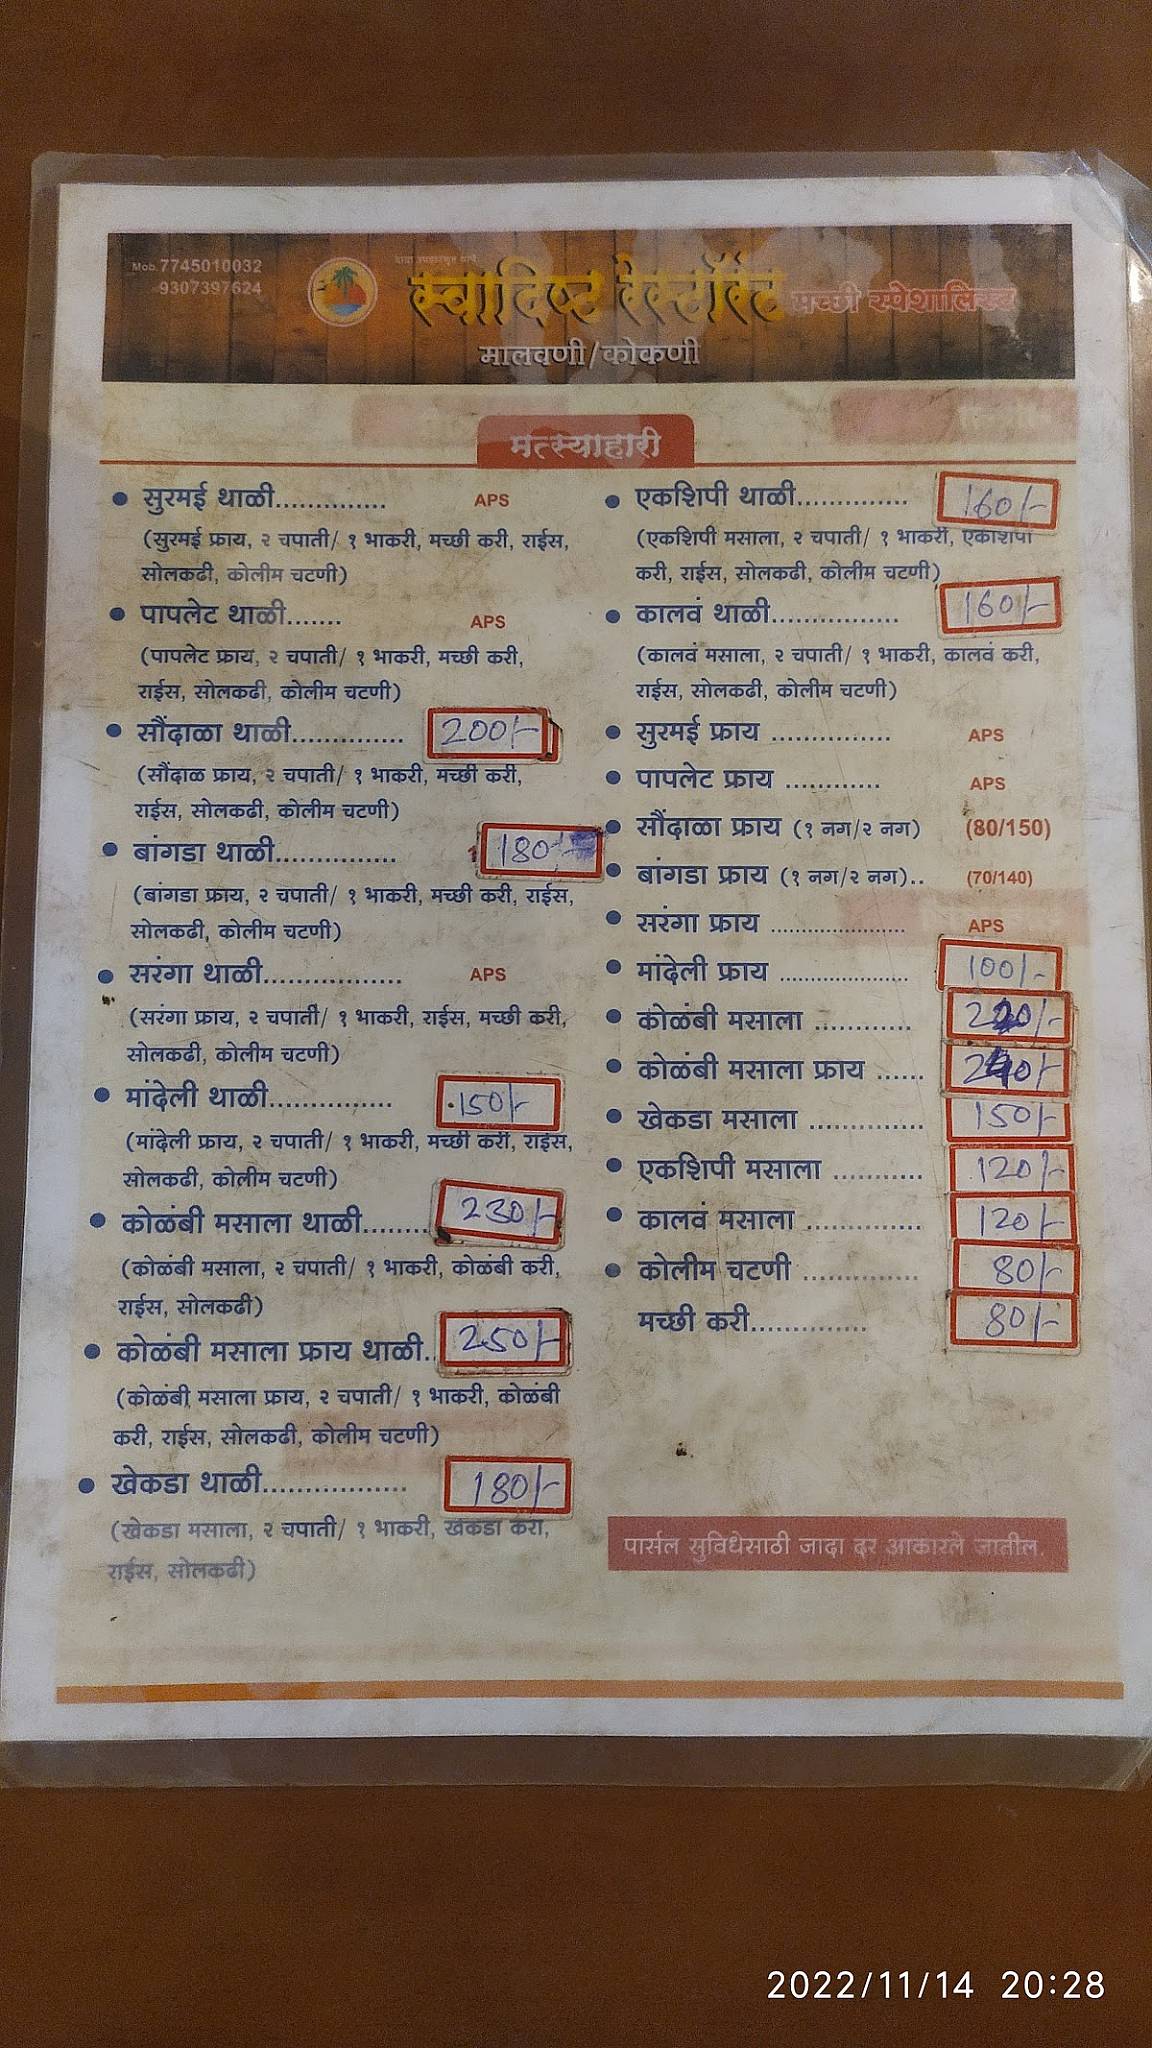 Mob. 7745010032
9307397624
स्वादिष्ट रेस्टॉरंट मच्छी स्पेशालिस्ट
मालवणी/कोकणी
मत्स्याहारी
• सुरमई थाळी.............. APS
(सुरमई फ्राय, २ चपाती/ १ भाकरी, मच्छी करी, राईस,
सोलकढी, कोलीम चटणी)
• पापलेट थाळी....... APS
(पापलेट फ्राय, २ चपाती/ १ भाकरी, मच्छी करी,
राईस, सोलकढी, कोलीम चटणी)
• सौंदाळा थाळी.............. 200/-
(सौंदाळ फ्राय, २ चपाती/ १ भाकरी, मच्छी करी,
राईस, सोलकढी, कोलीम चटणी)
• बांगडा थाळी............... 180/-
(बांगडा फ्राय, २ चपाती/ १ भाकरी, मच्छी करी, राईस,
सोलकढी, कोलीम चटणी)
• सरंगा थाळी................. APS
(सरंगा फ्राय, २ चपाती/ १ भाकरी, राईस, मच्छी करी,
सोलकढी, कोलीम चटणी)
• मांदेली थाळी............... 150/-
(मांदेली फ्राय, २ चपाती/ १ भाकरी, मच्छी करी, राईस,
सोलकढी, कोलीम चटणी)
• कोळंबी मसाला थाळी........ 230/-
(कोळंबी मसाला, २ चपाती/ १ भाकरी, कोळंबी करी,
राईस, सोलकढी)
• कोळंबी मसाला फ्राय थाळी.. 250/-
(कोळंबी मसाला फ्राय, २ चपाती/ १ भाकरी, कोळंबी
करी, राईस, सोलकढी, कोलीम चटणी)
• खेकडा थाळी.................. 180/-
(खेकडा मसाला, २ चपाती/ १ भाकरी, खेकडा करी,
राईस, सोलकढी)
• एकशिपी थाळी.............. 160/-
(एकशिपी मसाला, २ चपाती/ १ भाकरी, एकशिपी
करी, राईस, सोलकढी, कोलीम चटणी)
• कालवं थाळी................ 160/-
(कालवं मसाला, २ चपाती/ १ भाकरी, कालवं करी,
राईस, सोलकढी, कोलीम चटणी)
• सुरमई फ्राय ............... APS
• पापलेट फ्राय ............ APS
• सौंदाळा फ्राय (१ नग/२ नग) (80/150)
• बांगडा फ्राय (१ नग/२ नग).. (70/140)
• सरंगा फ्राय ...................... APS
• मांदेली फ्राय ..................... 100/-
• कोळंबी मसाला ............ 220/-
• कोळंबी मसाला फ्राय ...... 240/-
• खेकडा मसाला .............. 150/-
• एकशिपी मसाला ........... 120/-
• कालवं मसाला .............. 120/-
• कोलीम चटणी .............. 80/-
मच्छी करी.............. 80/-
पार्सल सुविधेसाठी जादा दर आकारले जातील.
2022/11/14 20:28